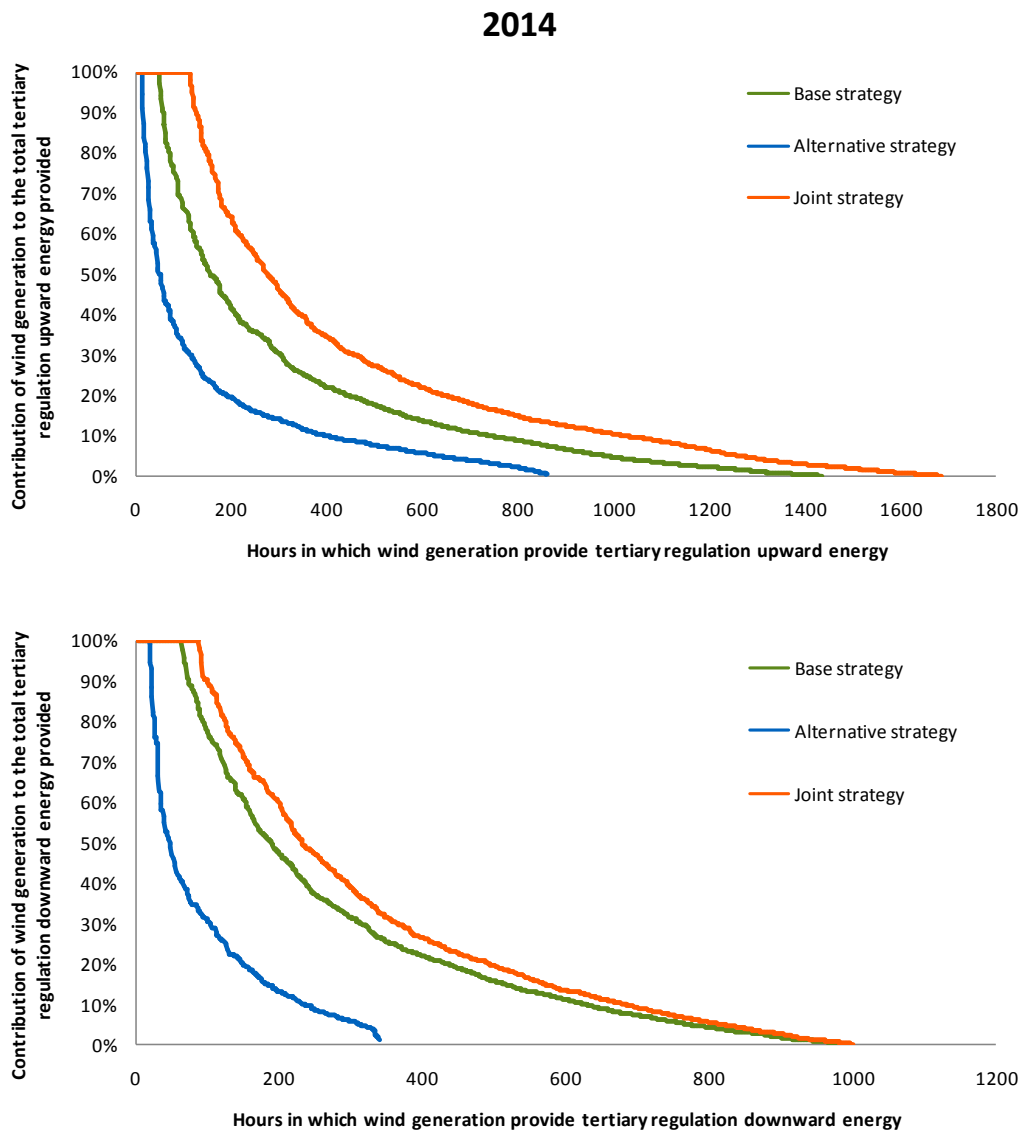 2014
Contribution of wind generation to the total tertiary
regulation upward energy provided
100%
90%
80%
70%
60%
50%
40%
30%
20%
10%
0%
Base strategy
Alternative strategy
Joint strategy
0 200 400 600 800 1000 1200 1400 1600 1800
Hours in which wind generation provide tertiary regulation upward energy
Contribution of wind generation to the total tertiary
regulation downward energy provided
100%
90%
80%
70%
60%
50%
40%
30%
20%
10%
0%
Base strategy
Alternative strategy
Joint strategy
0 200 400 600 800 1000 1200
Hours in which wind generation provide tertiary regulation downward energy